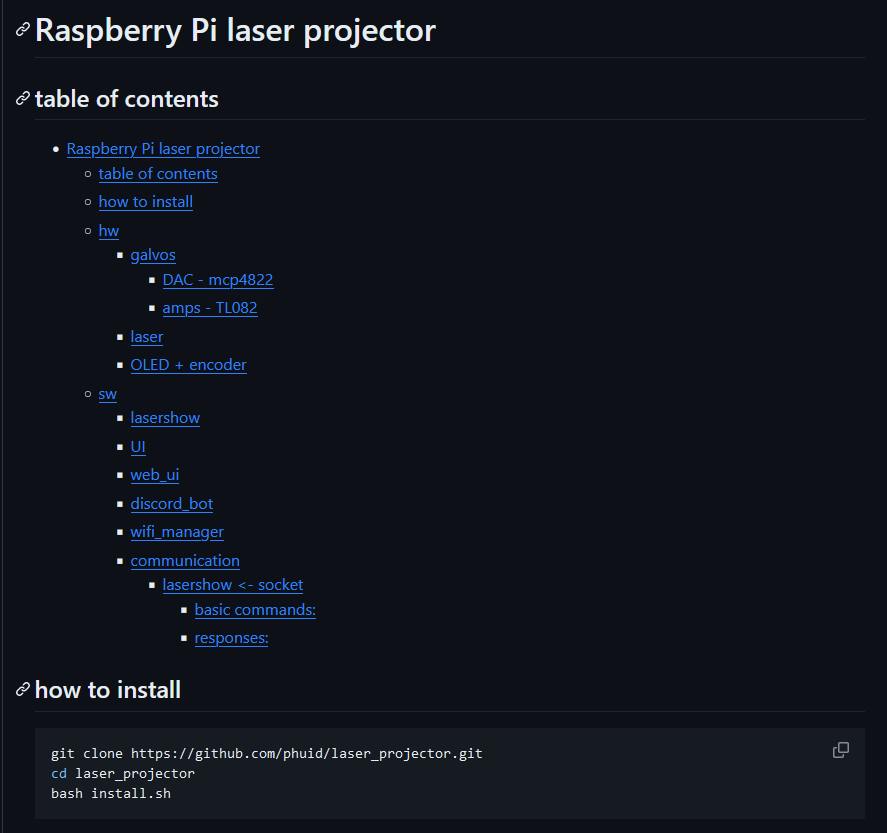 Raspberry Pi laser projector
table of contents
Raspberry Pi laser projector
table of contents
how to install
hw
galvos
DAC - mcp4822
amps - TL082
laser
OLED + encoder
sw
lasershow
UI
web_ui
discord_bot
wifi_manager
communication
lasershow <- socket
basic commands:
responses:
how to install
git clone https://github.com/phuid/laser_projector.git
cd laser_projector
bash install.sh